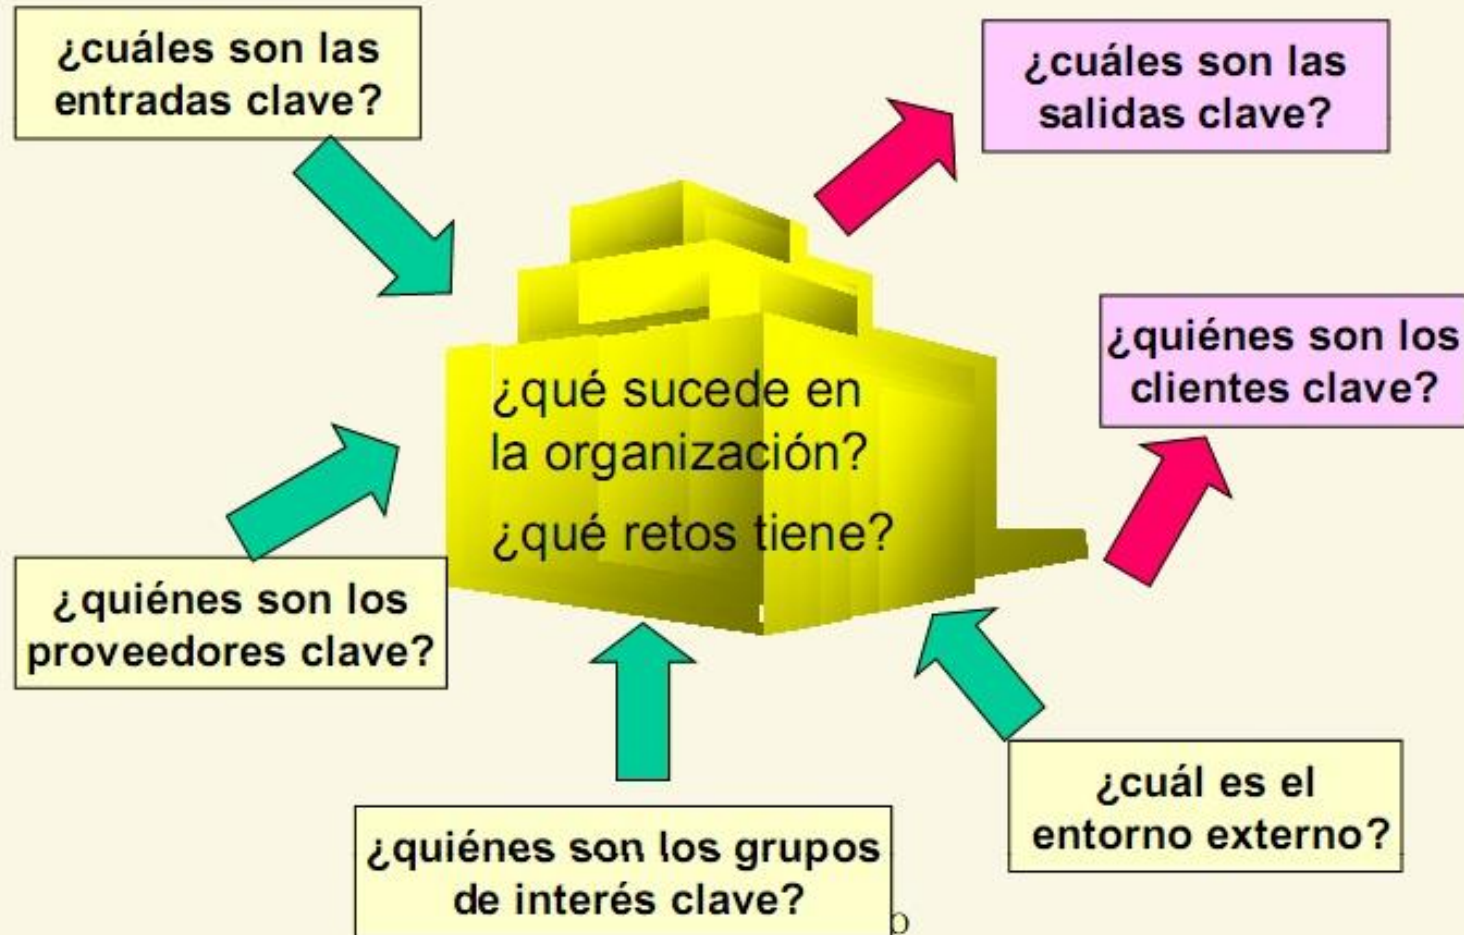 ¿cuáles son las
entradas clave?
¿cuáles son las
salidas clave?
¿quiénes son los
clientes clave?
¿qué sucede en
la organización?
¿qué retos tiene?
¿quiénes son los
proveedores clave?
¿cuál es el
entorno externo?
¿quiénes son los grupos
de interés clave?